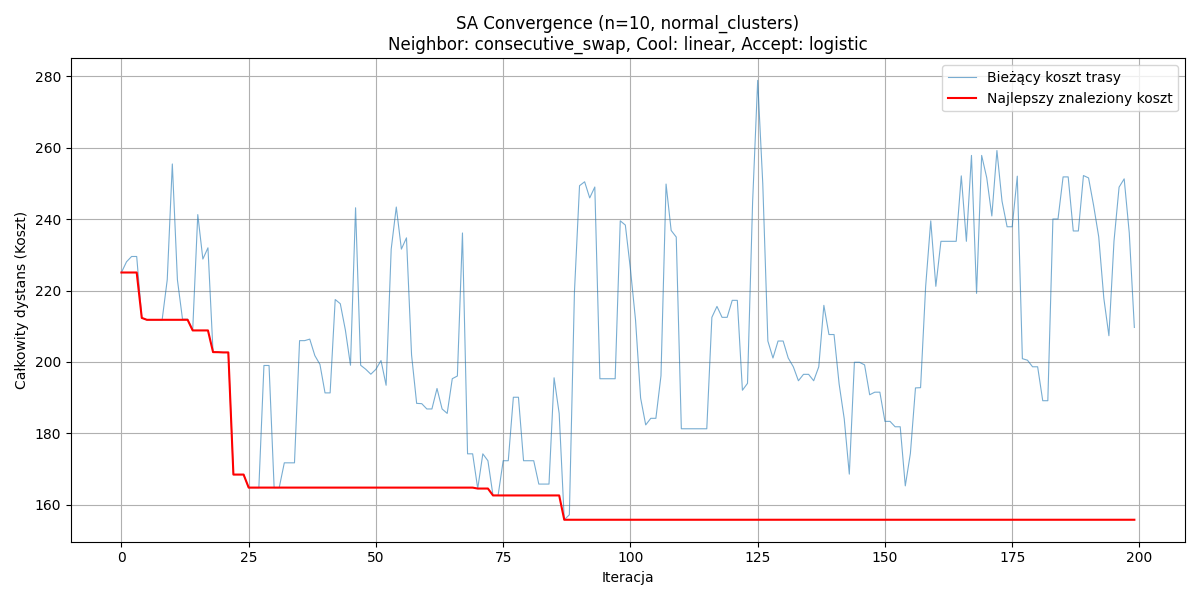 SA Convergence (n=10, normal_clusters)
Neighbor: consecutive_swap, Cool: linear, Accept: logistic
Bieżący koszt trasy
Najlepszy znaleziony koszt
Całkowity dystans (Koszt)
280
260
240
220
200
180
160
0
25
50
75
100
125
150
175
200
Iteracja